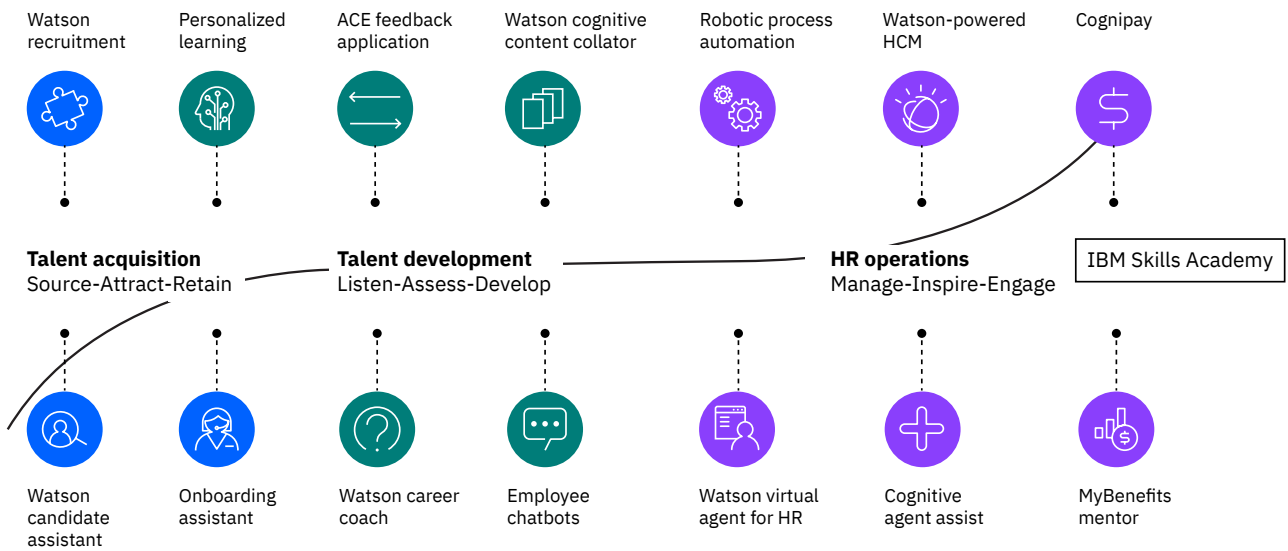 Watson
recruitment
Personalized
learning
ACE feedback
application
Watson cognitive
content collator
Robotic process
automation
Watson-powered
HCM
Cognipay
Talent acquisition
Source-Attract-Retain
Talent development
Listen-Assess-Develop
HR operations
Manage-Inspire-Engage
IBM Skills Academy
Watson
candidate
assistant
Onboarding
assistant
Watson career
coach
Employee
chatbots
Watson virtual
agent for HR
Cognitive
agent assist
MyBenefits
mentor